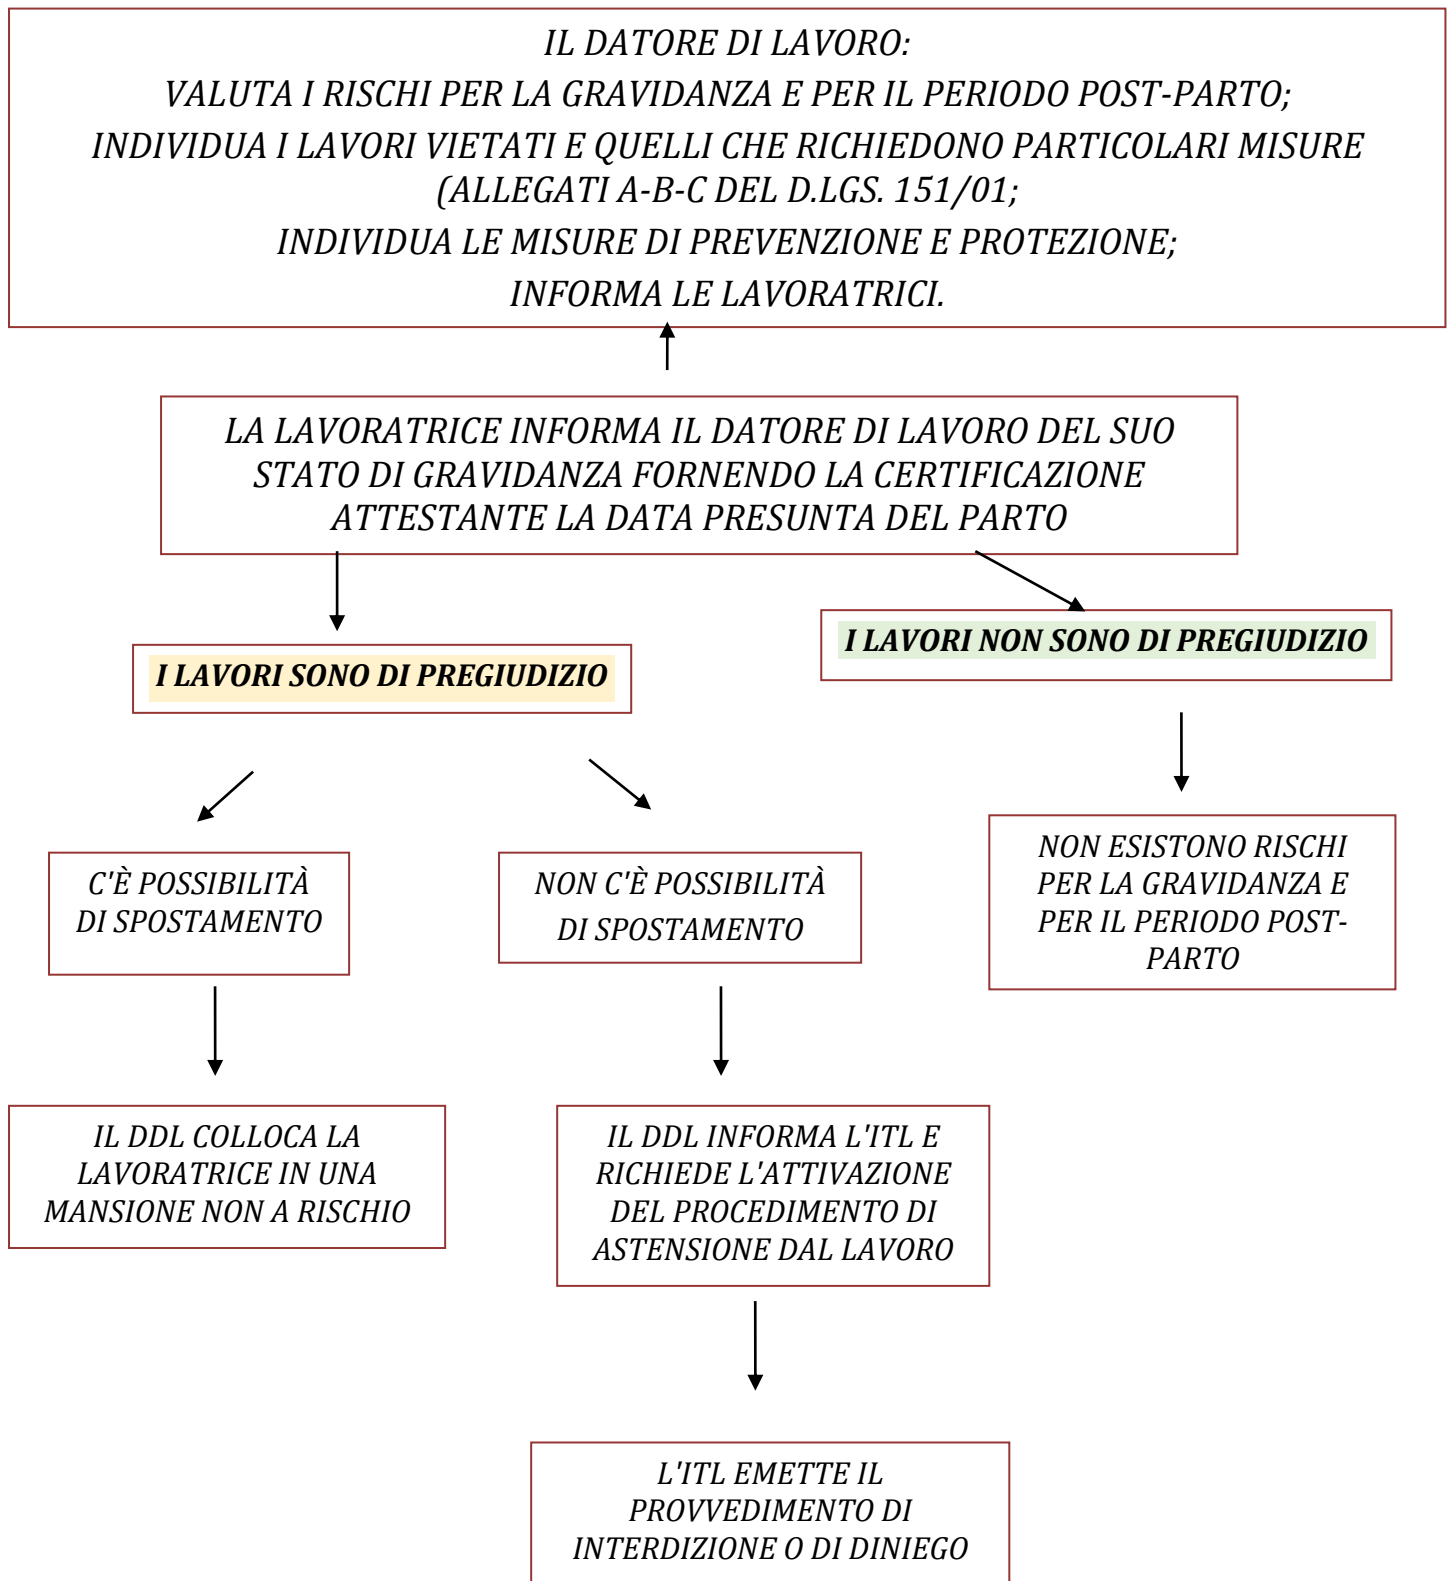 IL DATORE DI LAVORO:
VALUTA I RISCHI PER LA GRAVIDANZA E PER IL PERIODO POST-PARTO;
INDIVIDUA I LAVORI VIETATI E QUELLI CHE RICHIEDONO PARTICOLARI MISURE
(ALLEGATI A-B-C DEL D.LGS. 151/01;
INDIVIDUA LE MISURE DI PREVENZIONE E PROTEZIONE;
INFORMA LE LAVORATRICI.
LA LAVORATRICE INFORMA IL DATORE DI LAVORO DEL SUO
STATO DI GRAVIDANZA FORNENDO LA CERTIFICAZIONE
ATTESTANTE LA DATA PRESUNTA DEL PARTO
I LAVORI SONO DI PREGIUDIZIO
I LAVORI NON SONO DI PREGIUDIZIO
C'È POSSIBILITÀ
DI SPOSTAMENTO
NON C'È POSSIBILITÀ
DI SPOSTAMENTO
NON ESISTONO RISCHI
PER LA GRAVIDANZA E
PER IL PERIODO POST-
PARTO
IL DDL COLLOCA LA
LAVORATRICE IN UNA
MANSIONE NON A RISCHIO
IL DDL INFORMA L'ITL E
RICHIEDE L'ATTIVAZIONE
DEL PROCEDIMENTO DI
ASTENSIONE DAL LAVORO
L'ITL EMETTE IL
PROVVEDIMENTO DI
INTERDIZIONE O DI DINIEGO